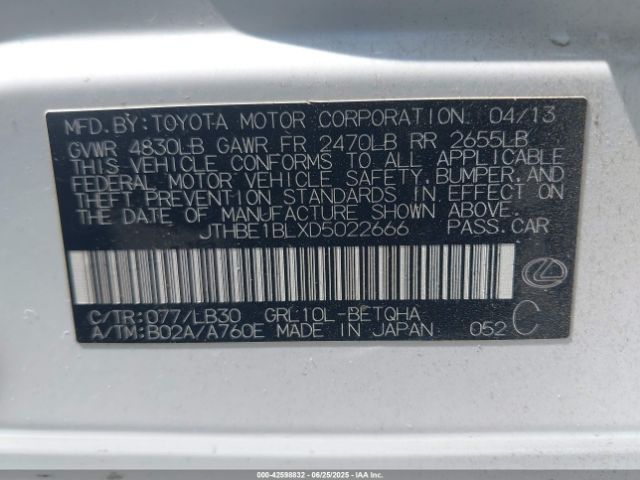 MFD. BY: TOYOTA MOTOR CORPORATION 04/13
GVWR 4830LB GAWR FR 2470LB RR 2655LB
THIS VEHICLE CONFORMS TO ALL APPLICABLE
FEDERAL MOTOR VEHICLE SAFETY, BUMPER, AND
THEFT PREVENTION STANDARDS IN EFFECT ON
THE DATE OF MANUFACTURE SHOWN ABOVE.
JTHBE1BLXD5022666 PASS. CAR
C/TR: 077/LB30 GRL10L-BETQHA
A/TM: B02A/A760E MADE IN JAPAN 052 C
000-42598832 - 06/25/2025 - IAAI.COM